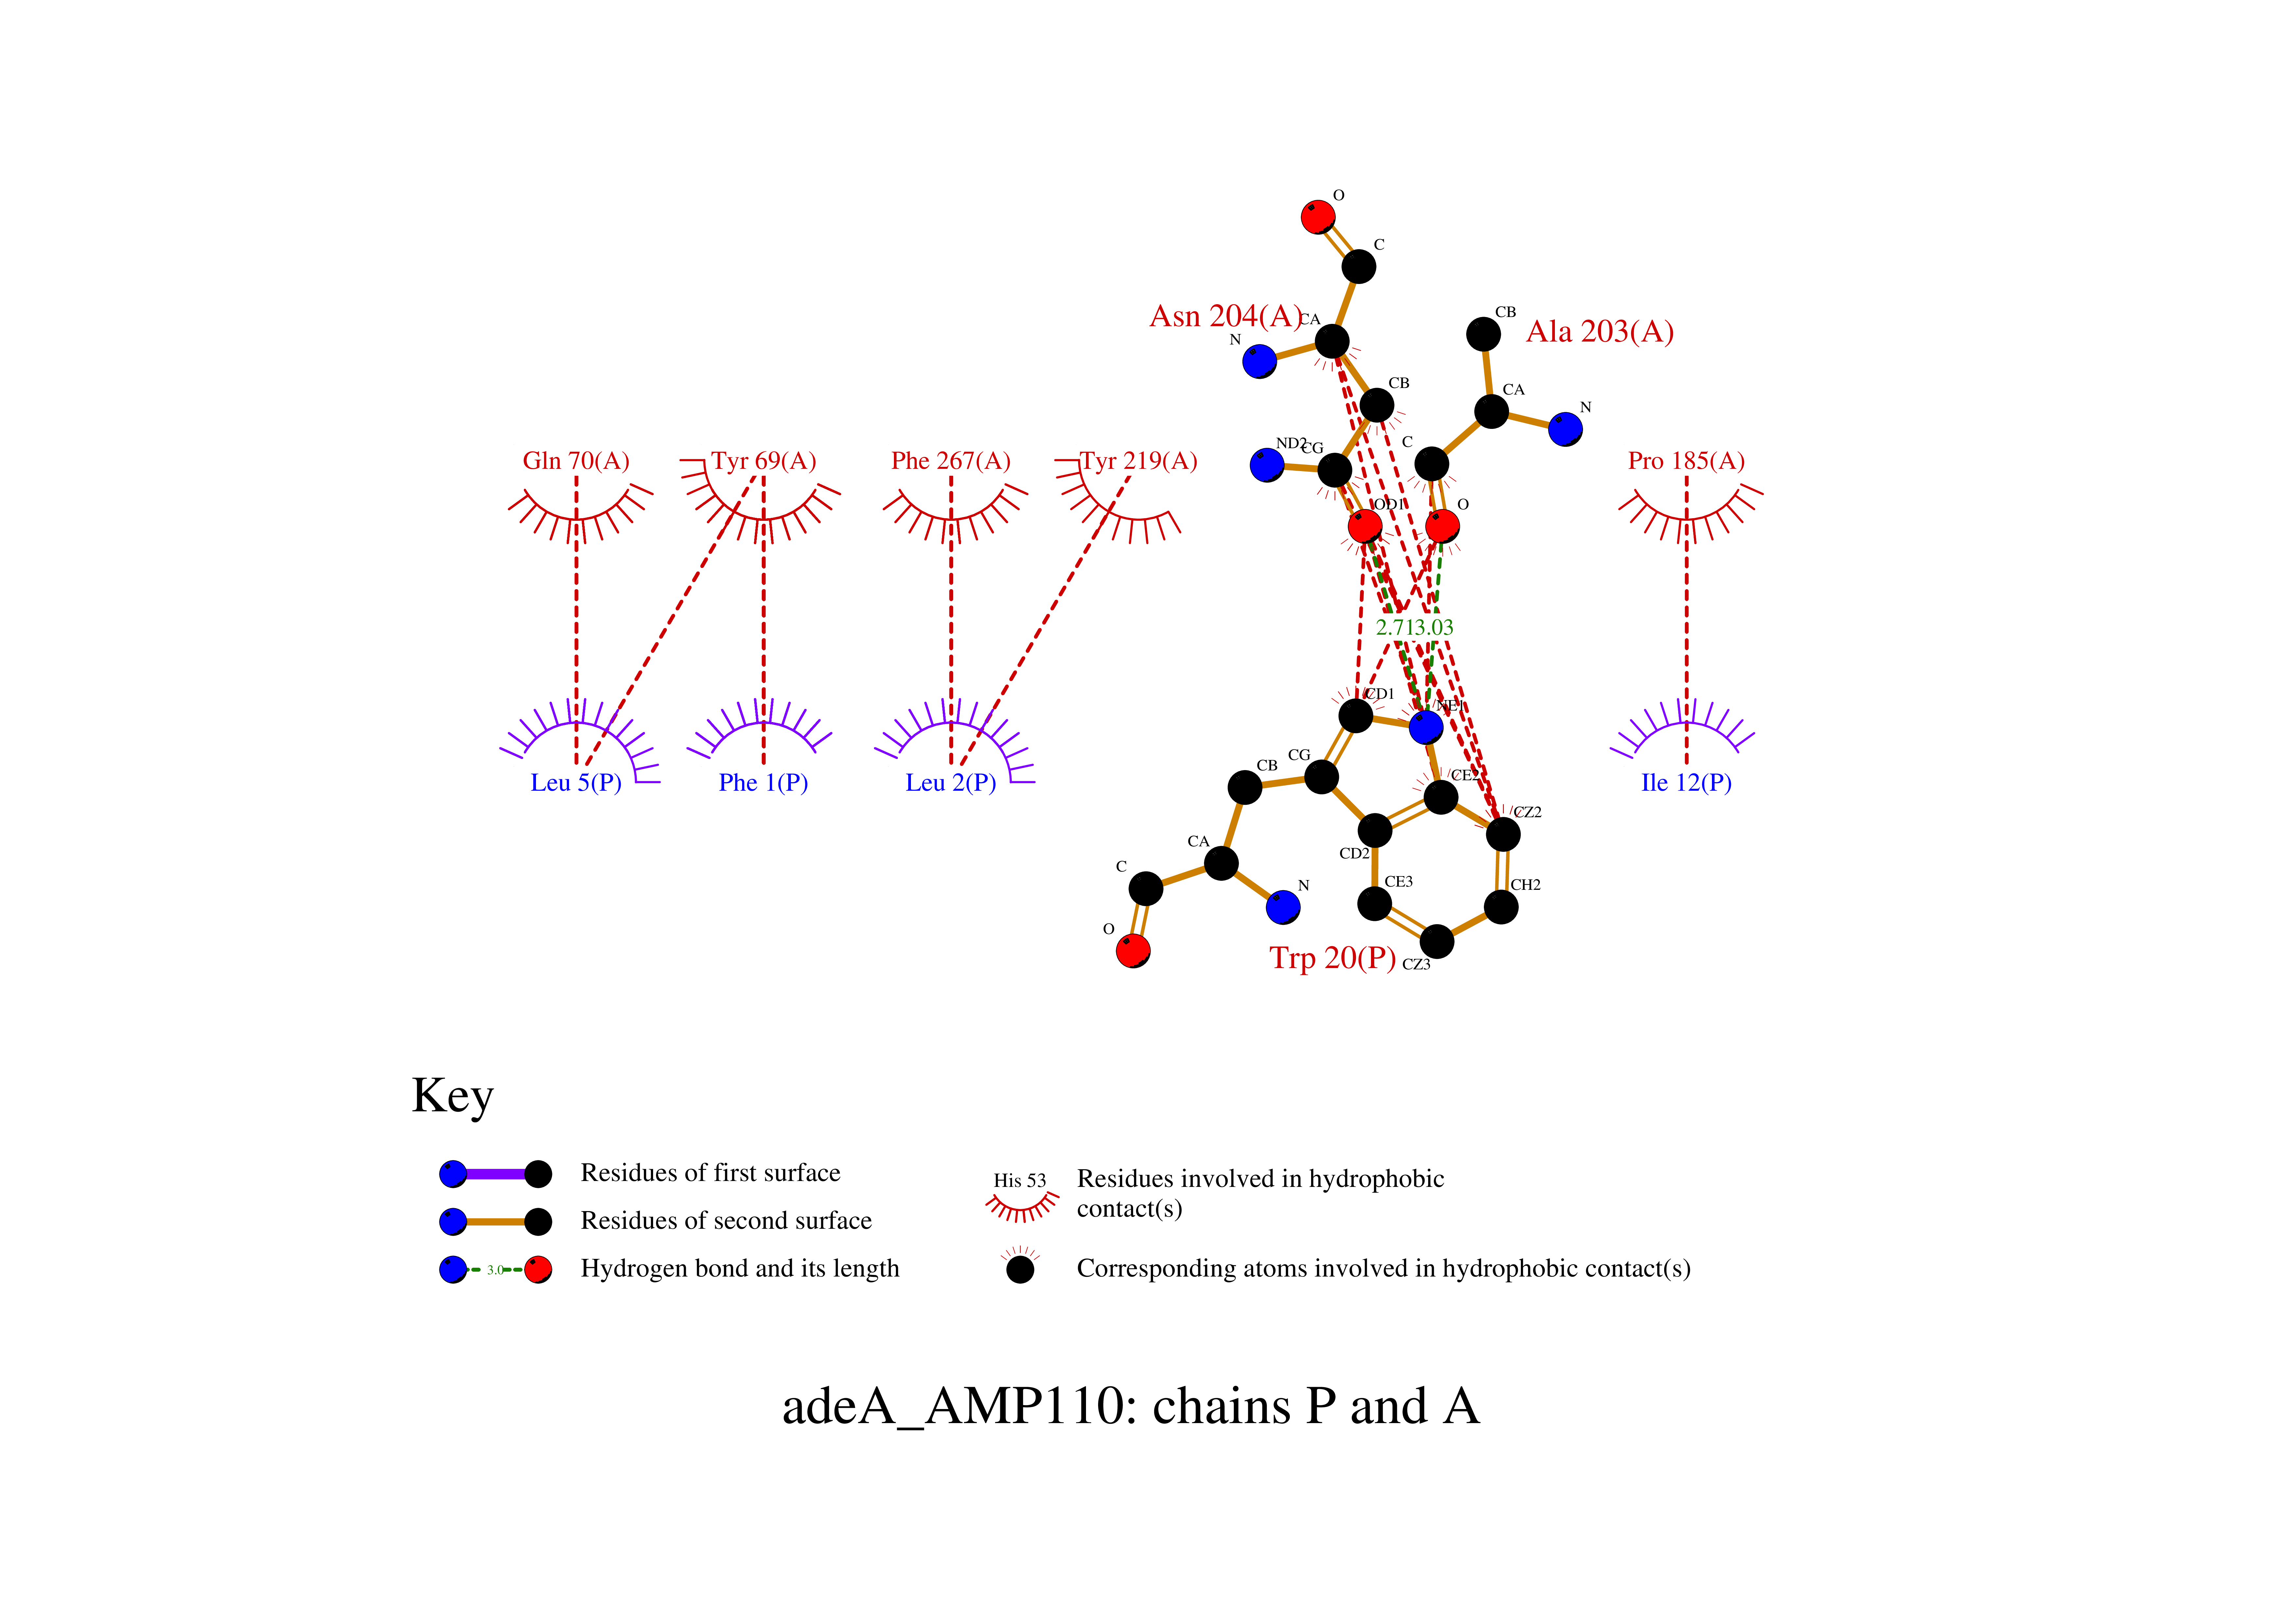 O
C
Asn 204(A)
CA
N
CB
Ala 203(A)
CB
CA
N
ND2
CG
C
Gln 70(A)
Tyr 69(A)
Phe 267(A)
Tyr 219(A)
Pro 185(A)
OD1
O
2.71
3.03
CD1
NE1
Leu 5(P)
Phe 1(P)
Leu 2(P)
Ile 12(P)
CB
CG
CE2
CZ2
CA
CD2
C
N
CE3
CH2
O
Trp 20(P)
CZ3
Key
Residues of first surface
Residues of second surface
3.0
Hydrogen bond and its length
His 53
Residues involved in hydrophobic
contact(s)
Corresponding atoms involved in hydrophobic contact(s)
adeA_AMP110: chains P and A